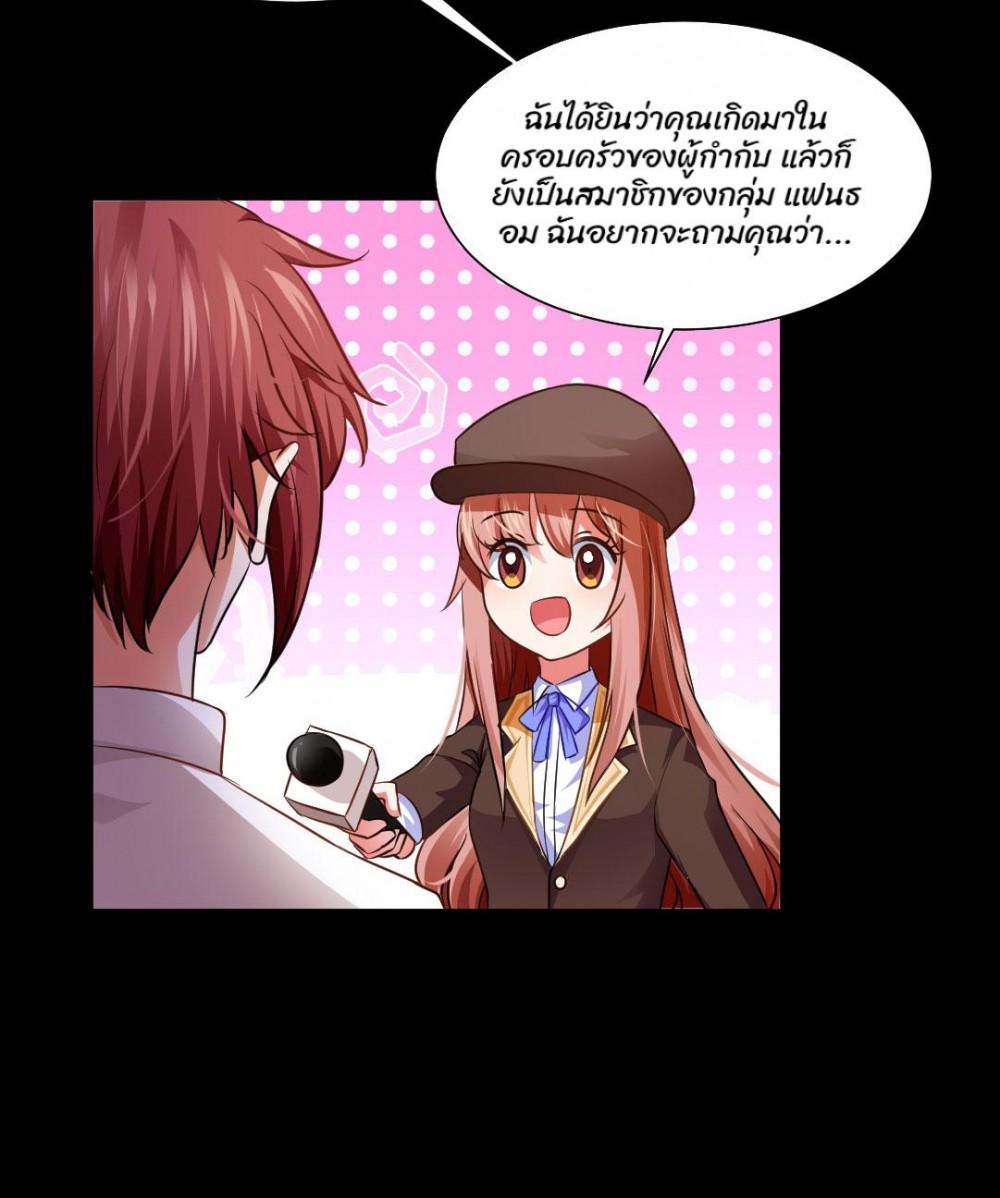 ฉันได้ยินว่าคุณเกิดมาใน
ครอบครัวของผู้กำกับ แล้วก็
ยังเป็นสมาชิกของกลุ่ม แฟนธ
อม ฉันอยากจะถามคุณว่า...